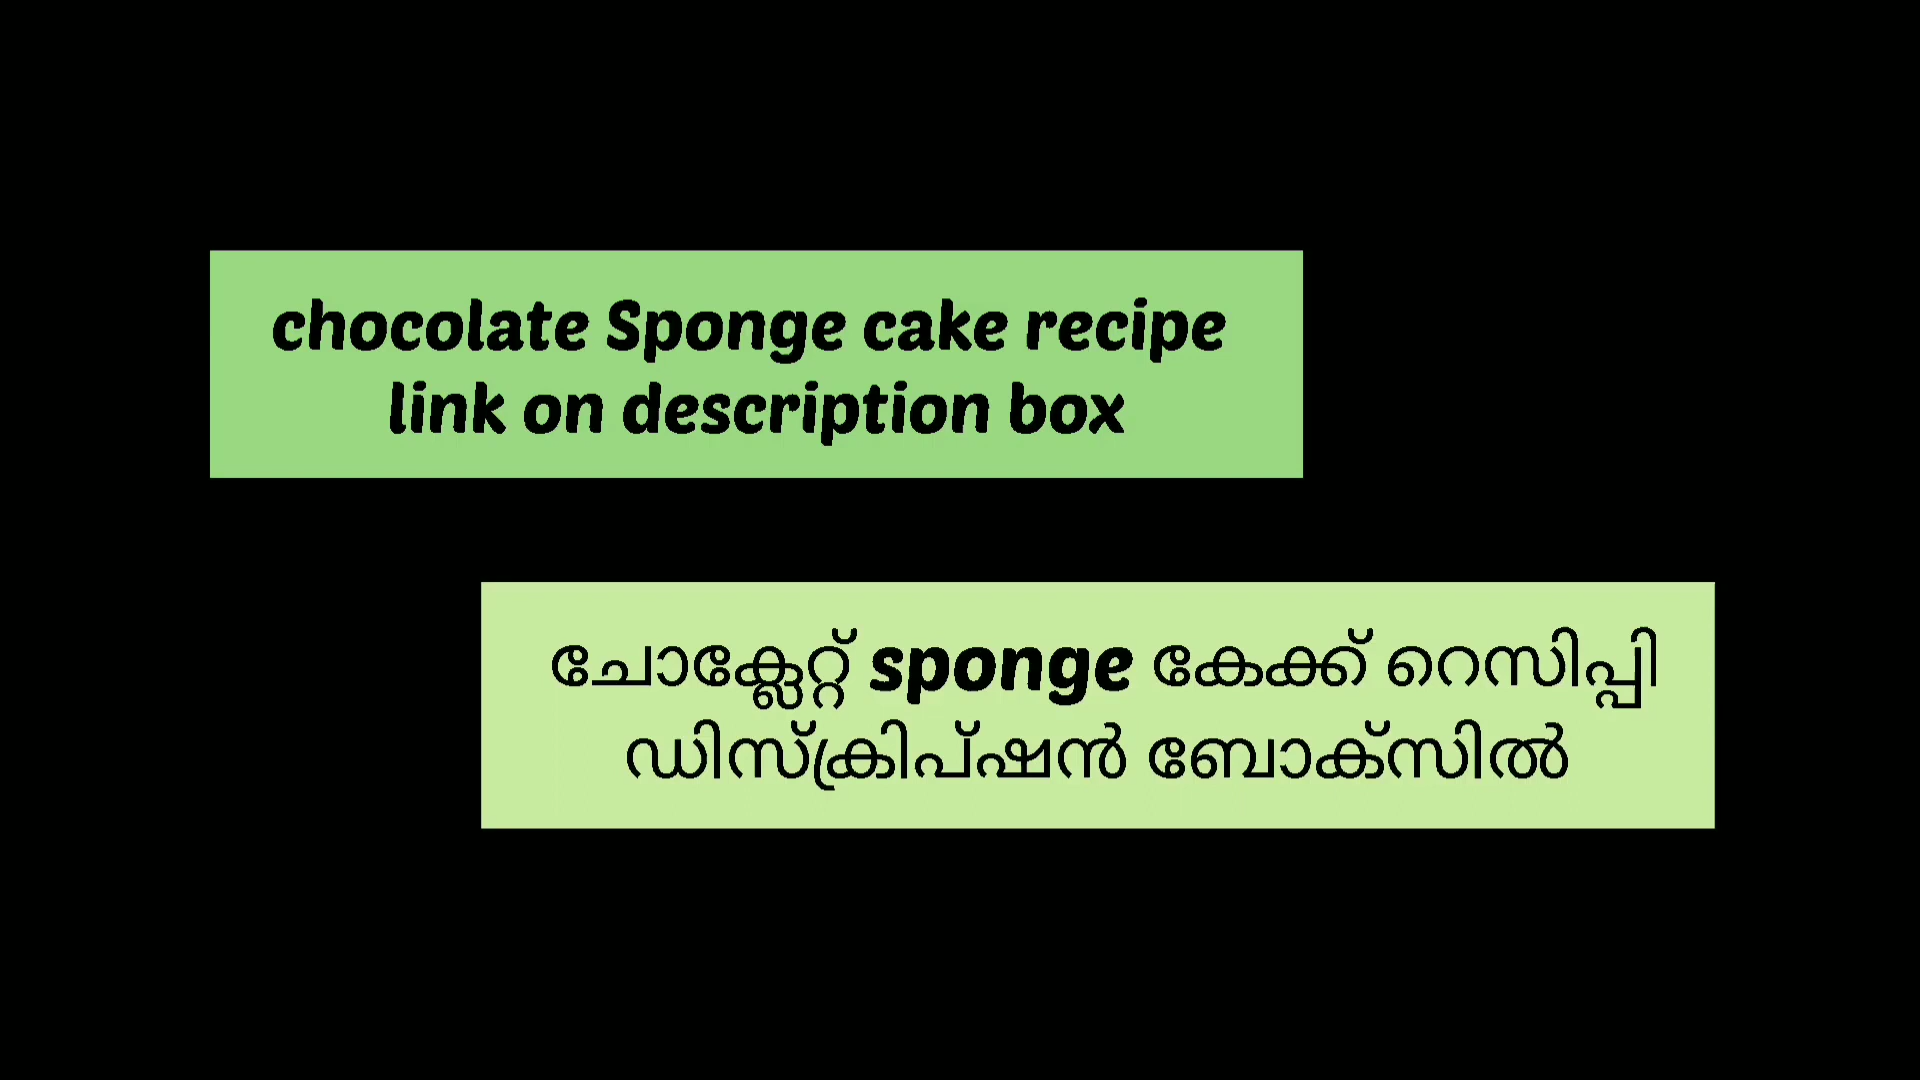 chocolate Sponge cake recipe
link on description box
ചോക്ലേറ്റ് sponge കേക്ക് റെസിപ്പി
ഡിസ്ക്രിപ്ഷൻ ബോക്സിൽ